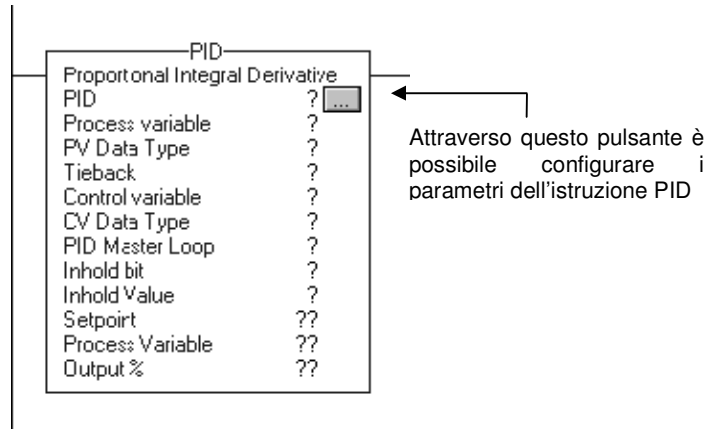 PID
Proportonal Integral Derivative
PID ? ...
Process variable ?
PV Data Type ?
Tieback ?
Control variable ?
CV Data Type ?
PID Master Loop ?
Inhold bit ?
Inhold Value ?
Setpoint ??
Process Variable ??
Output % ??
Attraverso questo pulsante è
possibile configurare i
parametri dell'istruzione PID